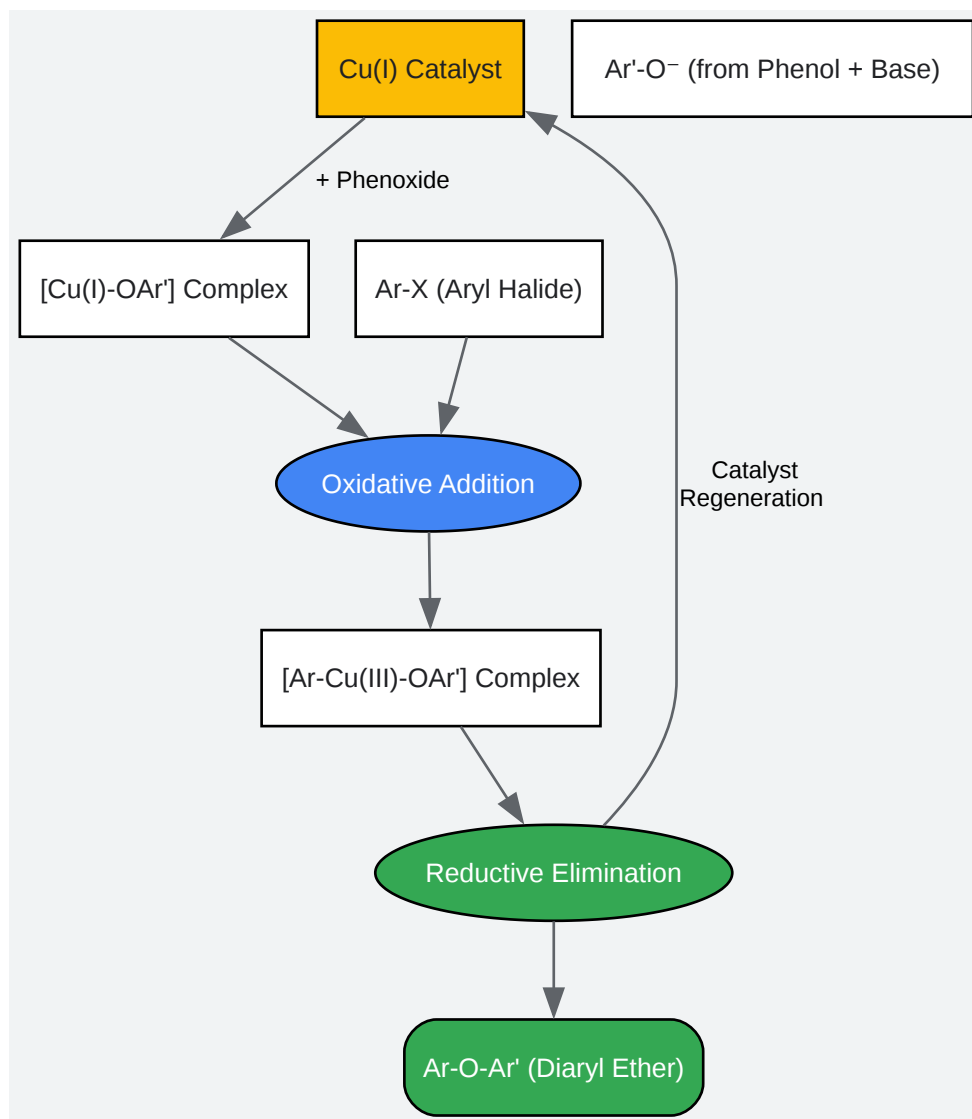 Cu(I) Catalyst
Ar'-O⁻ (from Phenol + Base)
+ Phenoxide
[Cu(I)-OAr'] Complex
Ar-X (Aryl Halide)
Oxidative Addition
Catalyst
Regeneration
[Ar-Cu(III)-OAr'] Complex
Reductive Elimination
Ar-O-Ar' (Diaryl Ether)